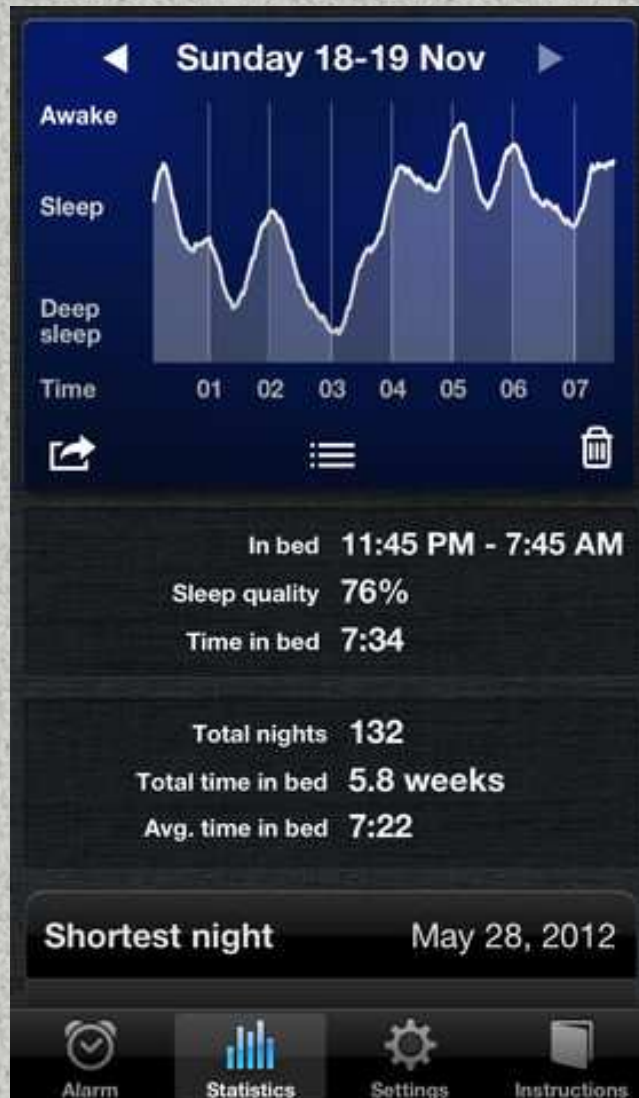 Sunday 18-19 Nov
Awake
Sleep
Deep
sleep
Time 01 02 03 04 05 06 07
In bed 11:45 PM - 7:45 AM
Sleep quality 76%
Time in bed 7:34
Total nights 132
Total time in bed 5.8 weeks
Avg. time in bed 7:22
Shortest night May 28, 2012
Alarm Statistics Settings Instructions